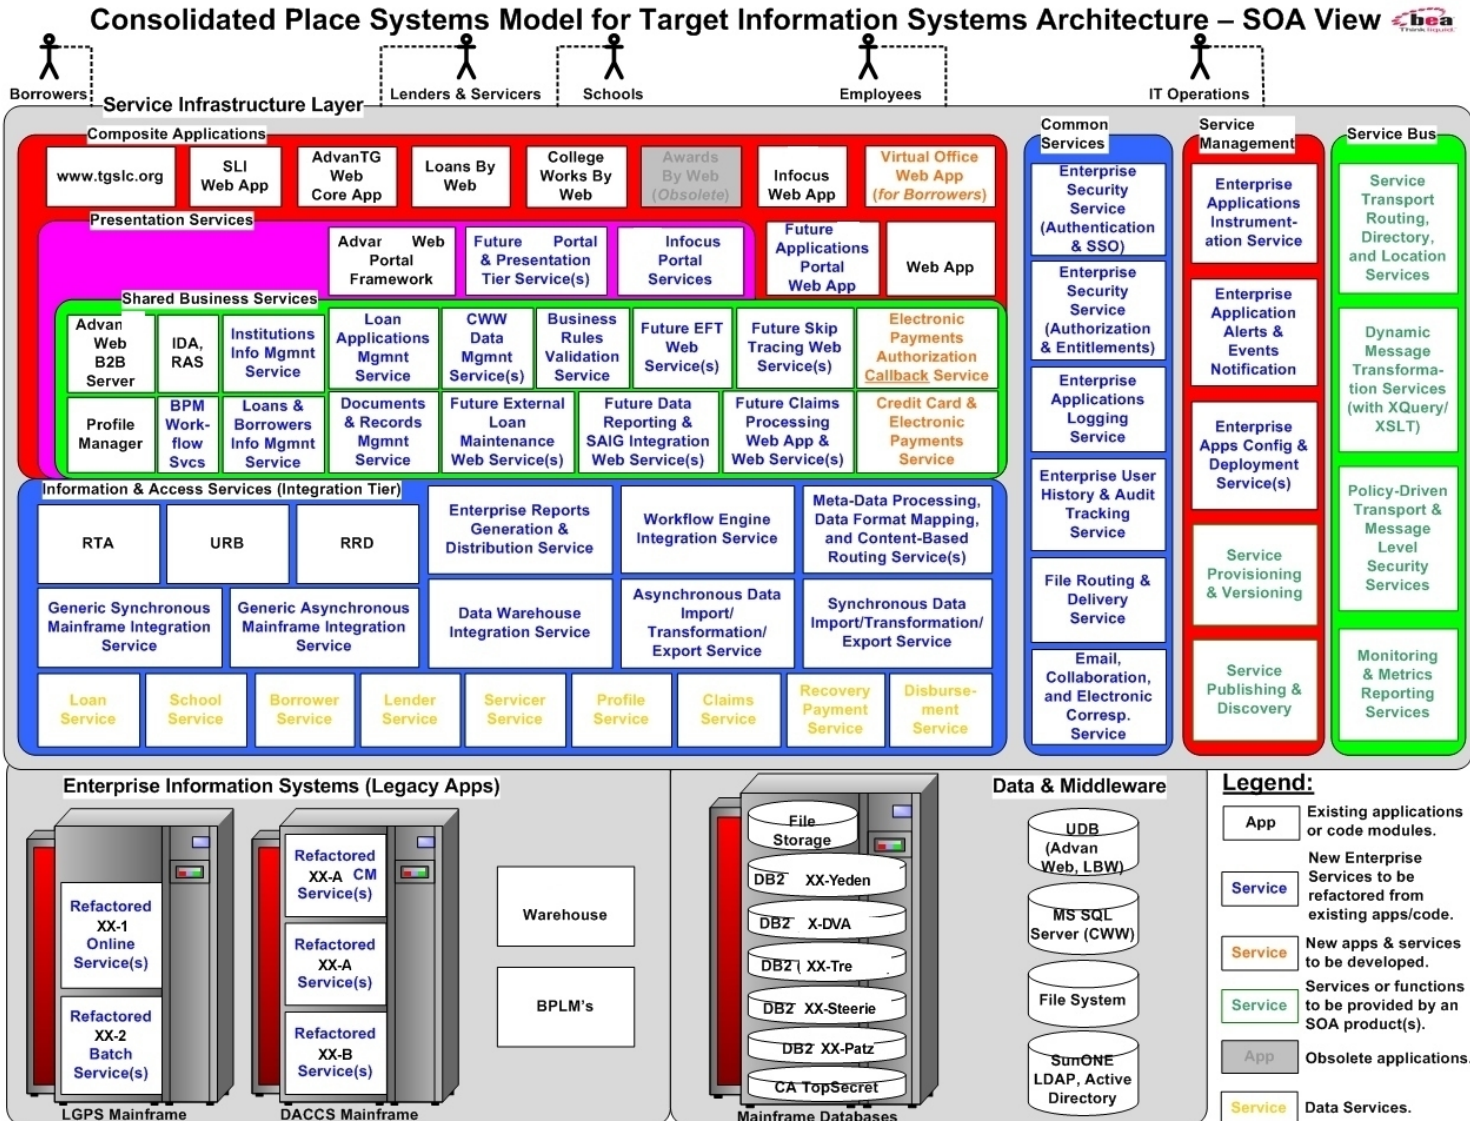 Consolidated Place Systems Model for Target Information Systems Architecture – SOA View
bea
Think liquid.
Borrowers
Lenders & Servicers
Schools
Employees
IT Operations
Service Infrastructure Layer
Composite Applications
www.tgslc.org
SLI
Web App
AdvanTG
Web
Core App
Loans By
Web
College
Works By
Web
Awards
By Web
(Obsolete)
Infocus
Web App
Virtual Office
Web App
(for Borrowers)
Presentation Services
Advar Web
Portal
Framework
Future Portal
& Presentation
Tier Service(s)
Infocus
Portal
Services
Future
Applications
Portal
Web App
Web App
Shared Business Services
Advan
Web
B2B
Server
IDA,
RAS
Institutions
Info Mgmnt
Service
Loan
Applications
Mgmnt
Service
CWW
Data
Mgmnt
Service(s)
Business
Rules
Validation
Service
Future EFT
Web
Service(s)
Future Skip
Tracing Web
Service(s)
Electronic
Payments
Authorization
Callback Service
Profile
Manager
BPM
Work-
flow
Svcs
Loans &
Borrowers
Info Mgmnt
Service
Documents
& Records
Mgmnt
Service
Future External
Loan
Maintenance
Web Service(s)
Future Data
Reporting &
SAIG Integration
Web Service(s)
Future Claims
Processing
Web App &
Web Service(s)
Credit Card &
Electronic
Payments
Service
Information & Access Services (Integration Tier)
RTA
URB
RRD
Enterprise Reports
Generation &
Distribution Service
Workflow Engine
Integration Service
Meta-Data Processing,
Data Format Mapping,
and Content-Based
Routing Service(s)
Generic Synchronous
Mainframe Integration
Service
Generic Asynchronous
Mainframe Integration
Service
Data Warehouse
Integration Service
Asynchronous Data
Import/
Transformation/
Export Service
Synchronous Data
Import/Transformation/
Export Service
Loan
Service
School
Service
Borrower
Service
Lender
Service
Servicer
Service
Profile
Service
Claims
Service
Recovery
Payment
Service
Disburse-
ment
Service
Common
Services
Enterprise
Security
Service
(Authentication
& SSO)
Enterprise
Security
Service
(Authorization
& Entitlements)
Enterprise
Applications
Logging
Service
Enterprise User
History & Audit
Tracking
Service
File Routing &
Delivery
Service
Email,
Collaboration,
and Electronic
Corresp.
Service
Service
Management
Enterprise
Applications
Instrument-
ation Service
Enterprise
Application
Alerts &
Events
Notification
Enterprise
Apps Config &
Deployment
Service(s)
Service
Provisioning
& Versioning
Service
Publishing &
Discovery
Service Bus
Service
Transport
Routing,
Directory,
and Location
Services
Dynamic
Message
Transforma-
tion Services
(with XQuery/
XSLT)
Policy-Driven
Transport &
Message
Level
Security
Services
Monitoring
& Metrics
Reporting
Services
Enterprise Information Systems (Legacy Apps)
Refactored
XX-1
Online
Service(s)
Refactored
XX-2
Batch
Service(s)
LGPS Mainframe
Refactored
XX-A CM
Service(s)
Refactored
XX-A
Service(s)
Refactored
XX-B
Service(s)
DACCS Mainframe
Warehouse
BPLM's
File
Storage
DB2 XX-Yeden
DB2 X-DVA
DB2 ( XX-Tre
DB2 XX-Steerie
DB2 XX-Patz
CA TopSecret
Mainframe Databases
Data & Middleware
UDB
(Advan
Web, LBW)
MS SQL
Server (CWW)
File System
SunONE
LDAP, Active
Directory
Legend:
App
Existing applications
or code modules.
Service
New Enterprise
Services to be
refactored from
existing apps/code.
Service
New apps & services
to be developed.
Service
Services or functions
to be provided by an
SOA product(s).
App
Obsolete applications.
Service
Data Services.